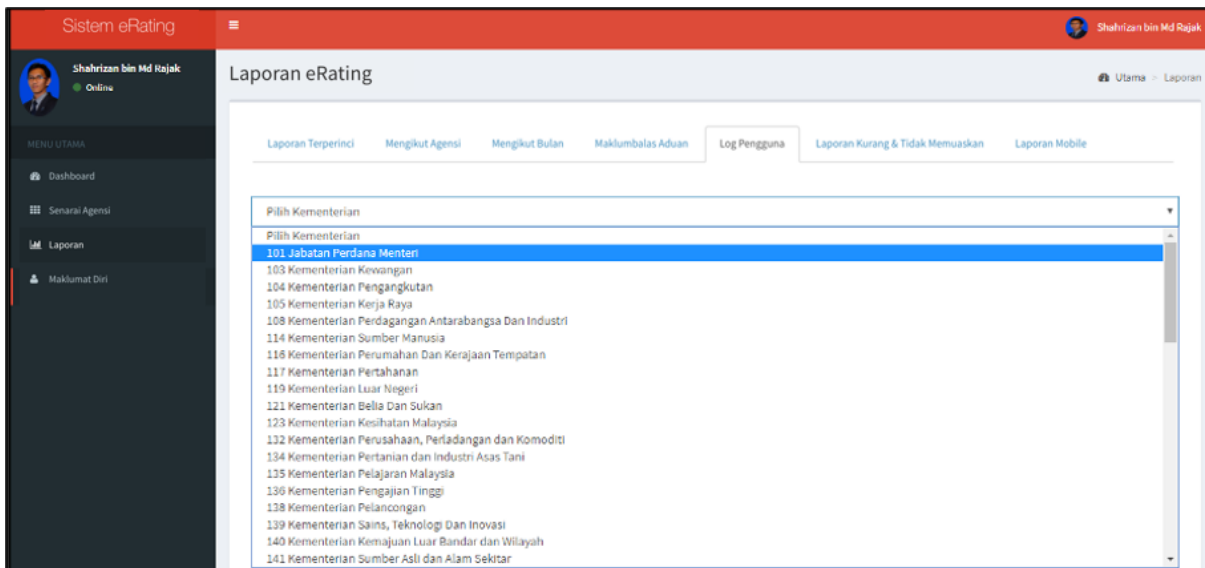 Sistem eRating
Shahrizan bin Md Rajak
Shahrizan bin Md Rajak
Online
Laporan eRating
Utama > Laporan
MENU UTAMA
Dashboard
Senarai Agensi
Laporan
Maklumat Diri
Laporan Terperinci Mengikut Agensi Mengikut Bulan Maklumbalas Aduan Log Pengguna Laporan Kurang & Tidak Memuaskan Laporan Mobile
Pilih Kementerian
Pilih Kementerian
101 Jabatan Perdana Menteri
103 Kementerian Kewangan
104 Kementerian Pengangkutan
105 Kementerian Kerja Raya
108 Kementerian Perdagangan Antarabangsa Dan Industri
114 Kementerian Sumber Manusia
116 Kementerian Perumahan Dan Kerajaan Tempatan
117 Kementerian Pertahanan
119 Kementerian Luar Negeri
121 Kementerian Belia Dan Sukan
123 Kementerian Kesihatan Malaysia
132 Kementerian Perusahaan, Perladangan dan Komoditi
134 Kementerian Pertanian dan Industri Asas Tani
135 Kementerian Pelajaran Malaysia
136 Kementerian Pengajian Tinggi
138 Kementerian Pelancongan
139 Kementerian Sains, Teknologi Dan Inovasi
140 Kementerian Kemajuan Luar Bandar dan Wilayah
141 Kementerian Sumber Asli dan Alam Sekitar